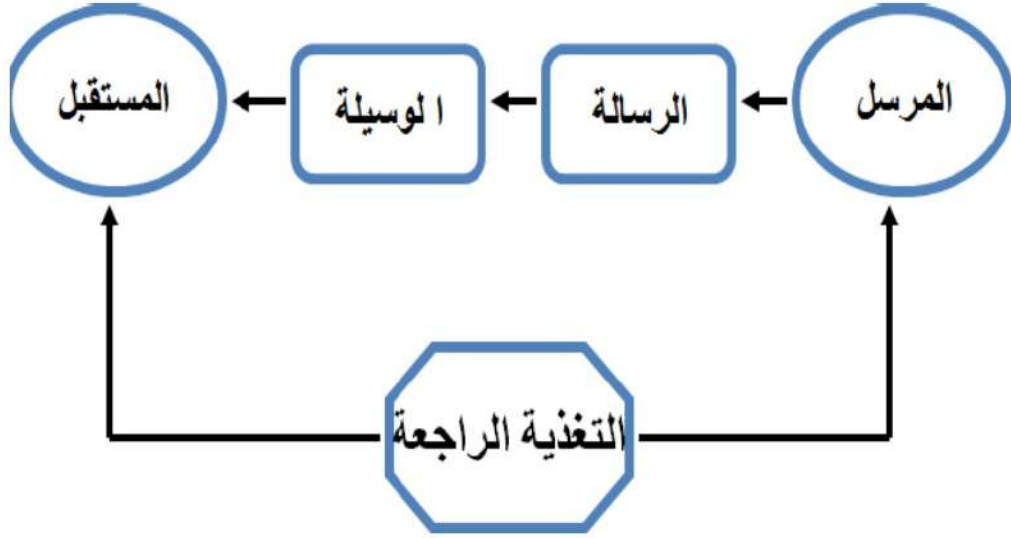 المرسل
الرسالة
ا لوسيلة
المستقبل
التغذية الراجعة